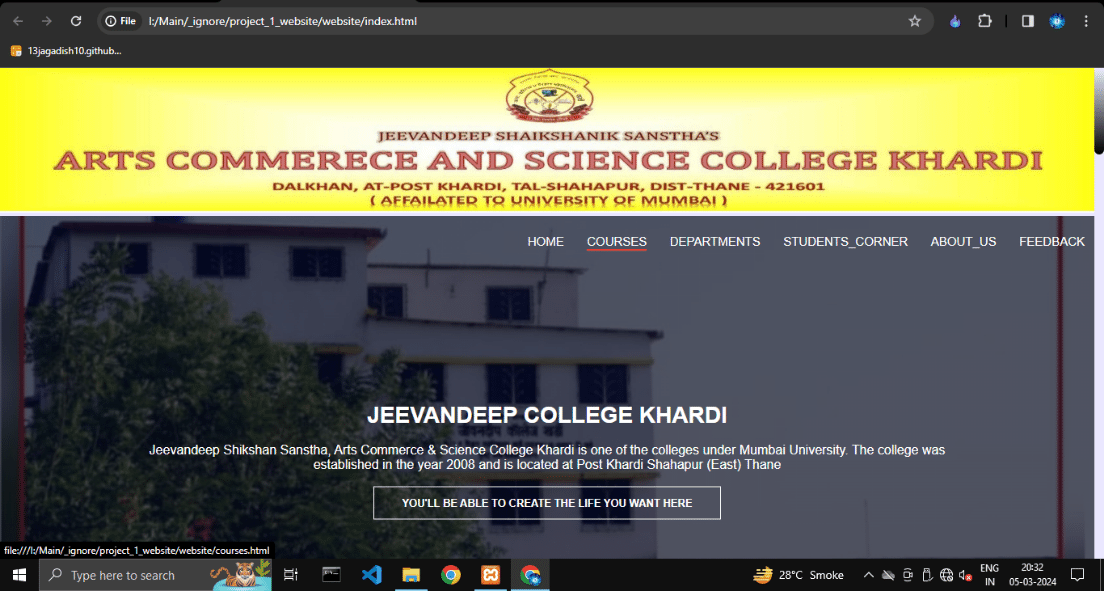 File
I:/Main/_ignore/project_1_website/website/index.html
13jagadish10.github...
JEEVANDEEP SHAIKSHANIK SANSTHA'S
ARTS COMMERECE AND SCIENCE COLLEGE KHARDI
DALKHAN, AT-POST KHARDI, TAL-SHAHAPUR, DIST-THANE - 421601
( AFFAILATED TO UNIVERSITY OF MUMBAI )
HOME COURSES DEPARTMENTS STUDENTS_CORNER ABOUT_US FEEDBACK
JEEVANDEEP COLLEGE KHARDI
Jeevandeep Shikshan Sanstha, Arts Commerce & Science College Khardi is one of the colleges under Mumbai University. The college was
established in the year 2008 and is located at Post Khardi Shahapur (East) Thane
YOU'LL BE ABLE TO CREATE THE LIFE YOU WANT HERE
file:///I:/Main/_ignore/project_1_website/website/courses.html
Type here to search
28°C Smoke
ENG
IN
20:32
05-03-2024